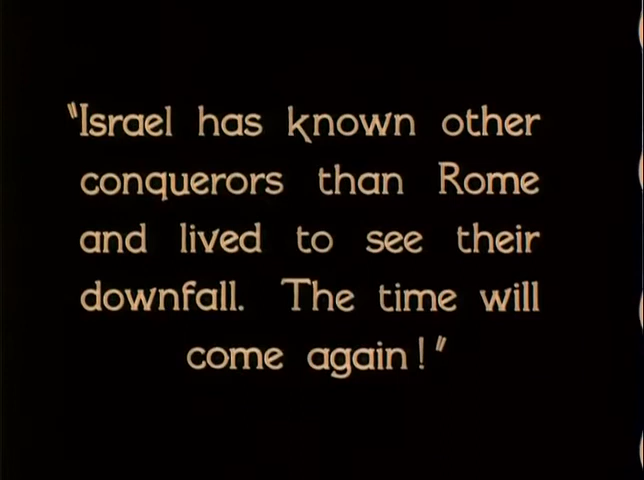 "Israel has known other
conquerors than Rome
and lived to see their
downfall. The time will
come again!"